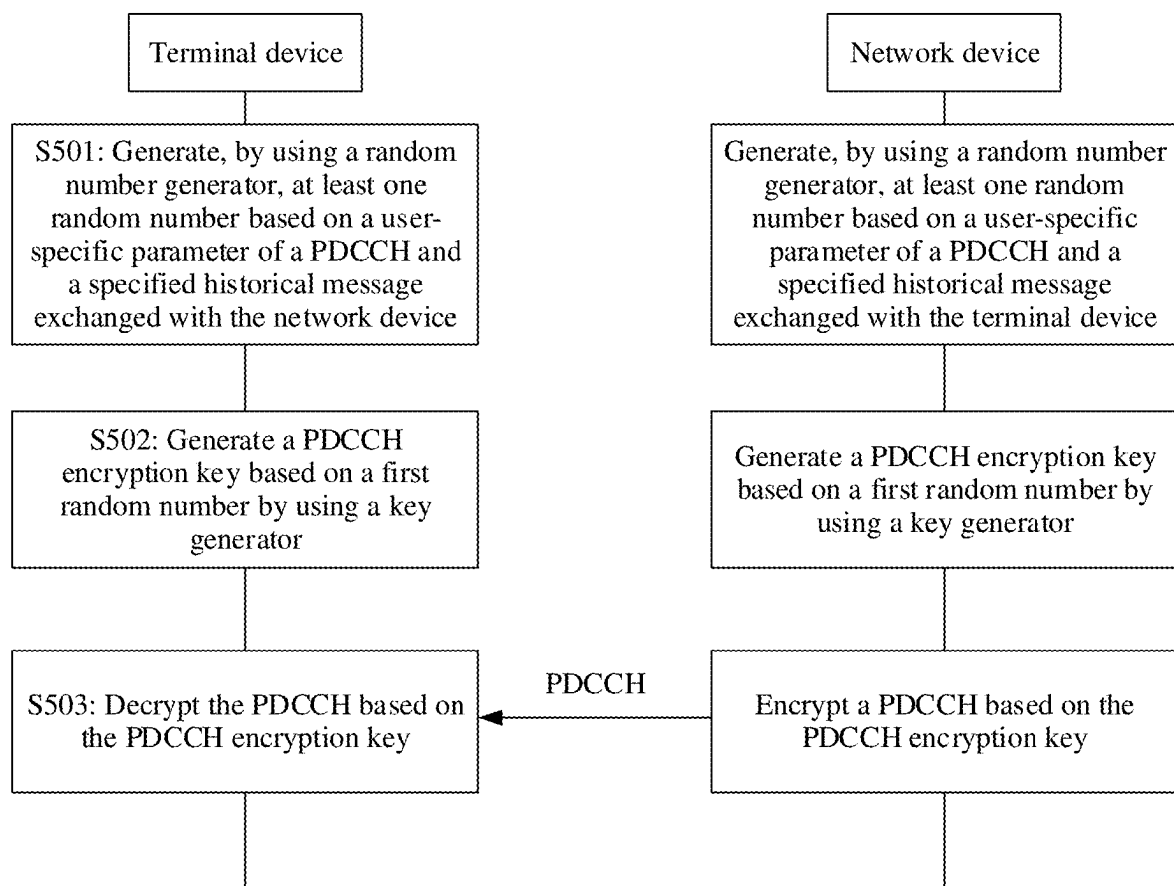 Terminal device
Network device
S501: Generate, by using a random
number generator, at least one
random number based on a user-
specific parameter of a PDCCH and
a specified historical message
exchanged with the network device
Generate, by using a random number
generator, at least one random
number based on a user-specific
parameter of a PDCCH and a
specified historical message
exchanged with the terminal device
S502: Generate a PDCCH
encryption key based on a first
random number by using a key
generator
Generate a PDCCH encryption key
based on a first random number by
using a key generator
S503: Decrypt the PDCCH based on
the PDCCH encryption key
PDCCH
Encrypt a PDCCH based on the
PDCCH encryption key